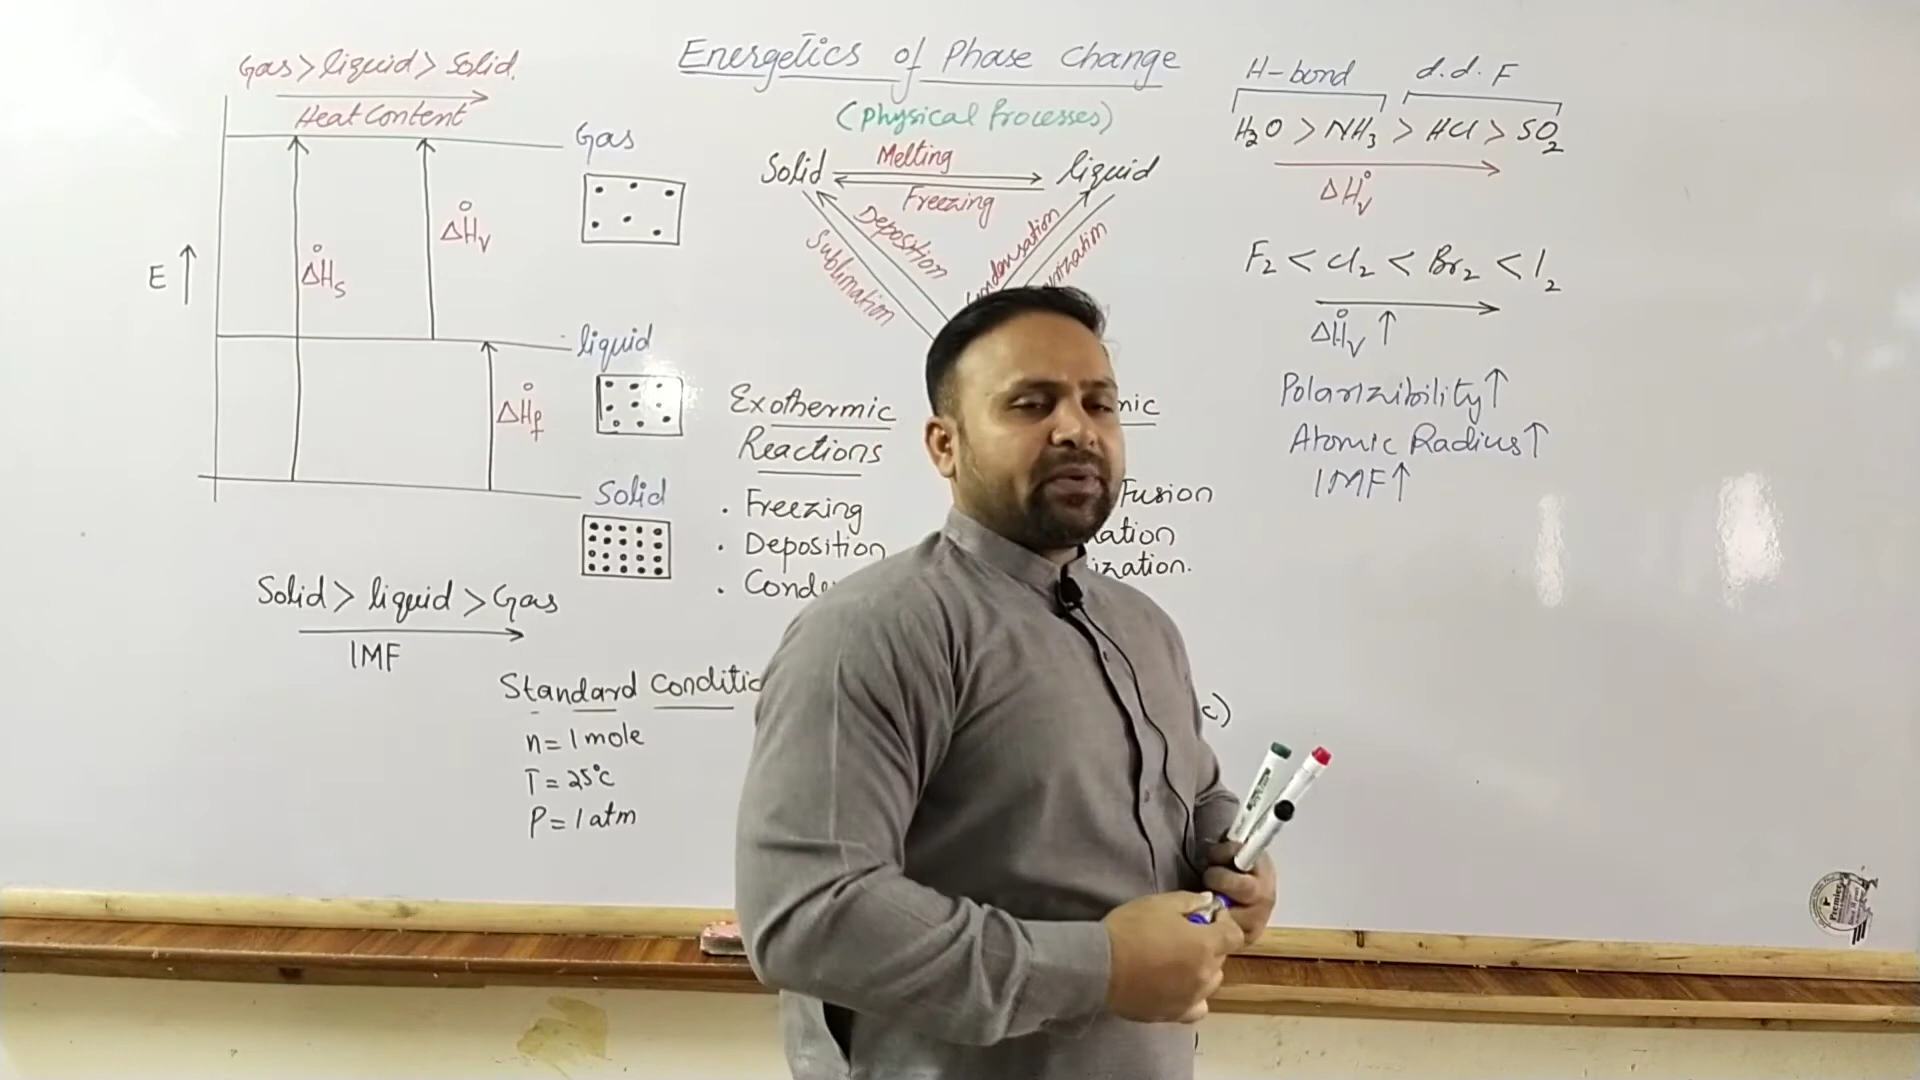 Gas > liquid > Solid.
Heat Content
E ↑
ΔH°s
ΔH°v
ΔH°f
Gas
liquid
Solid
Solid > liquid > Gas
IMF
Energetics of Phase Change
(Physical Processes)
Solid
Melting
Freezing
liquid
Deposition
Sublimation
Exothermic
Reactions
. Freezing
. Deposition
Fusion
Standard
n = 1 mole
T = 25°C
P = 1 atm
H-bond d.d.F
H₂O > NH₃ > HCl > SO₂
ΔH°v
F₂ < Cl₂ < Br₂ < I₂
ΔH°v ↑
Polarizibility ↑
Atomic Radius ↑
IMF ↑
Premier